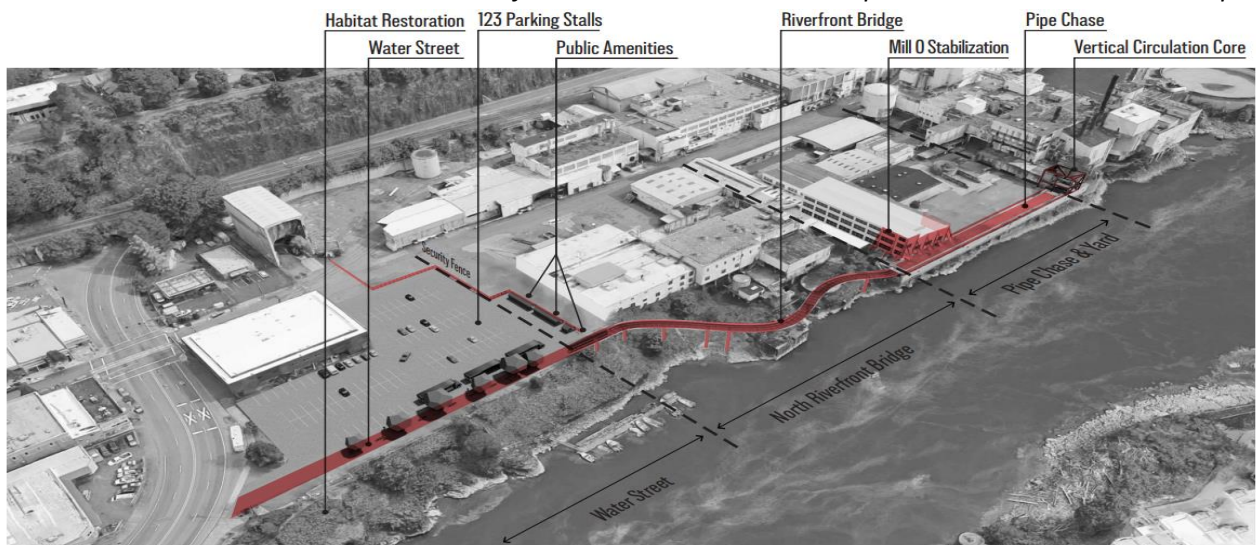 Habitat Restoration
123 Parking Stalls
Riverfront Bridge
Pipe Chase
Water Street
Public Amenities
Mill O Stabilization
Vertical Circulation Core
Security Fence
Pipe Chase & Yard
North Riverfront Bridge
Water Street